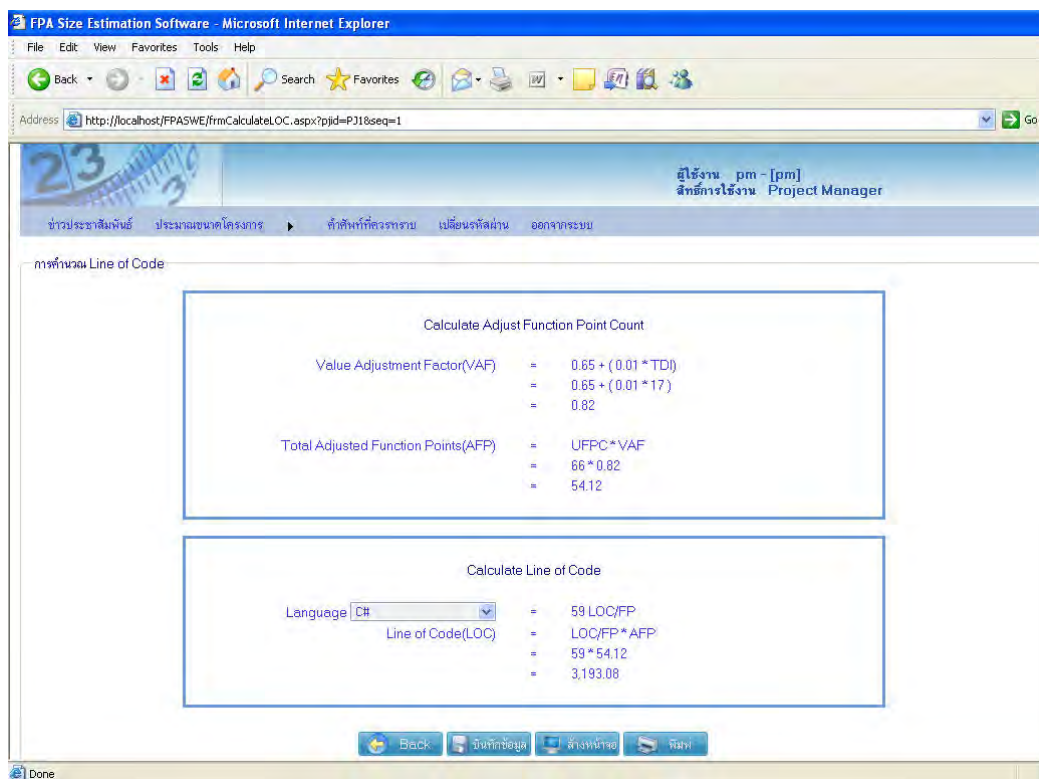 FPA Size Estimation Software - Microsoft Internet Explorer
File Edit View Favorites Tools Help
Back Search Favorites
Address http://localhost/FPASWE/frmCalculateLOC.aspx?pjid=PJ1&seq=1 Go
23
3
ผู้ใช้งาน pm - [pm]
สิทธิ์การใช้งาน Project Manager
ข่าวประชาสัมพันธ์ ประมาณขนาดโครงการ คำศัพท์ที่ควรทราบ เปลี่ยนรหัสผ่าน ออกจากระบบ
การคำนวณ Line of Code
Calculate Adjust Function Point Count
Value Adjustment Factor(VAF) = 0.65 + ( 0.01 * TDI)
= 0.65 + ( 0.01 * 17 )
= 0.82
Total Adjusted Function Points(AFP) = UFPC * VAF
= 66 * 0.82
= 54.12
Calculate Line of Code
Language C# = 59 LOC/FP
Line of Code(LOC) = LOC/FP * AFP
= 59 * 54.12
= 3,193.08
Back บันทึกข้อมูล ล้างหน้าจอ พิมพ์
Done